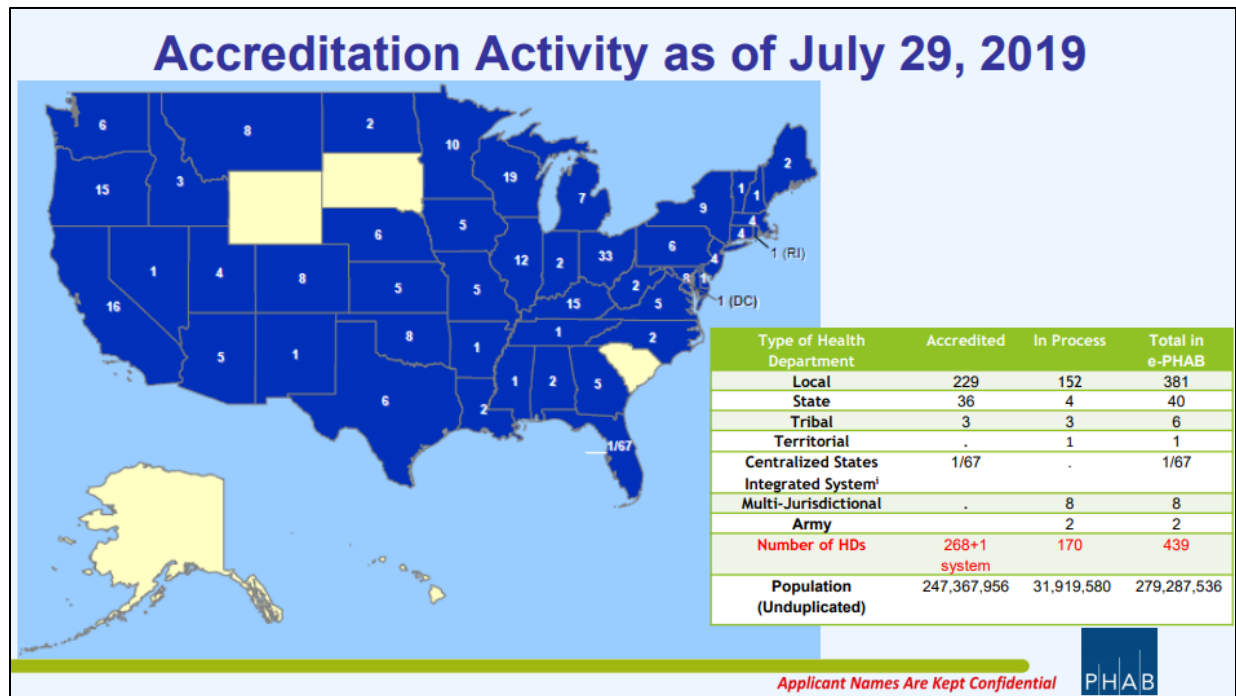 Accreditation Activity as of July 29, 2019
6
8
2
10
15
3
19
7
2
1
1
9
4
4
1 (RI)
6
5
6
4
1
4
8
5
5
12
2
33
8
1
1 (DC)
2
5
16
15
5
1
8
1
1
2
6
2
1
2
5
1/67
Type of Health Department Accredited In Process Total in e-PHAB
Local 229 152 381
State 36 4 40
Tribal 3 3 6
Territorial . 1 1
Centralized States Integrated Systemⁱ 1/67 . 1/67
Multi-Jurisdictional . 8 8
Army 2 2
Number of HDs 268+1 system 170 439
Population (Unduplicated) 247,367,956 31,919,580 279,287,536
Applicant Names Are Kept Confidential
PHAB